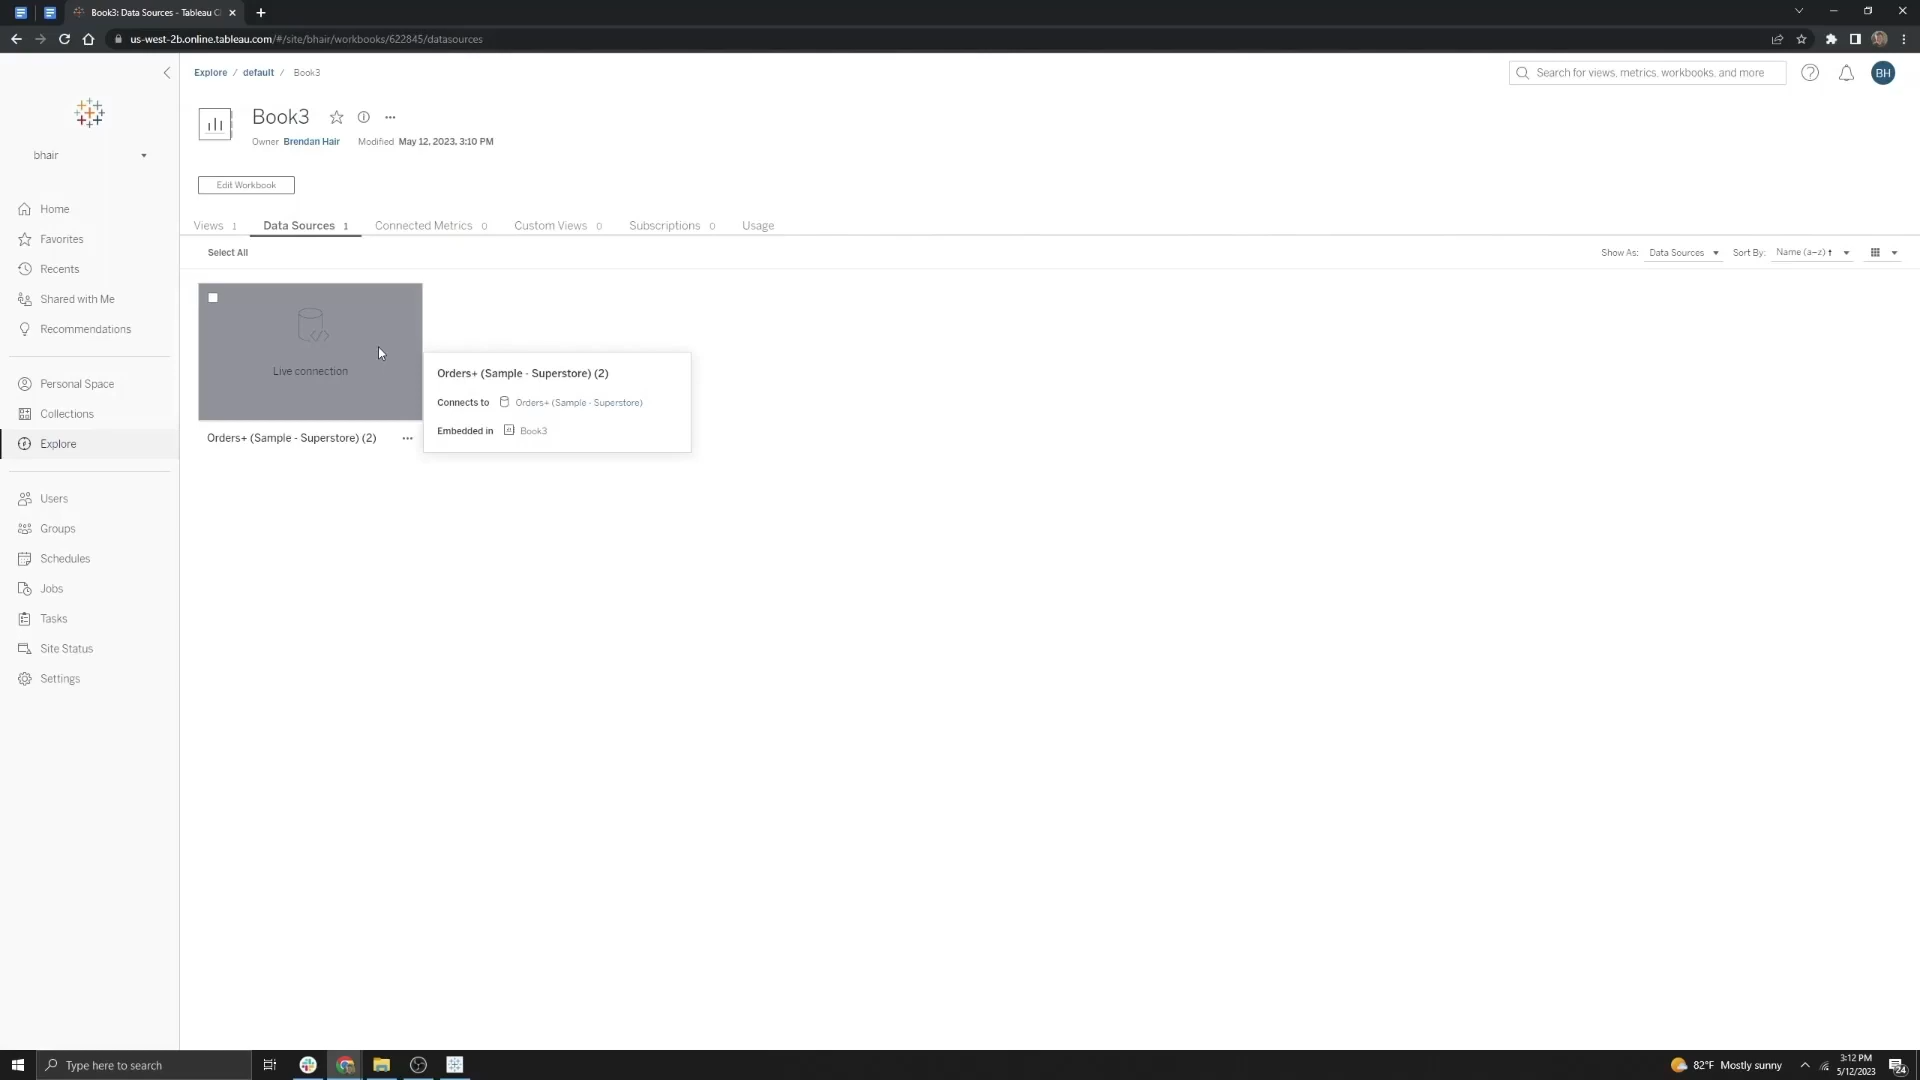 Book3: Data Sources - Tableau Cl
us-west-2b.online.tableau.com/#/site/bhair/workbooks/622845/datasources
Explore / default / Book3
Search for views, metrics, workbooks, and more
BH
Book3
Owner Brendan Hair Modified May 12, 2023, 3:10 PM
bhair
Edit Workbook
Home
Favorites
Recents
Shared with Me
Recommendations
Personal Space
Collections
Explore
Users
Groups
Schedules
Jobs
Tasks
Site Status
Settings
Views 1 Data Sources 1 Connected Metrics 0 Custom Views 0 Subscriptions 0 Usage
Select All
Show As: Data Sources Sort By: Name (a–z)
Live connection
Orders+ (Sample - Superstore) (2)
Orders+ (Sample - Superstore) (2)
Connects to Orders+ (Sample - Superstore)
Embedded in Book3
Type here to search
82°F Mostly sunny
3:12 PM
5/12/2023
24